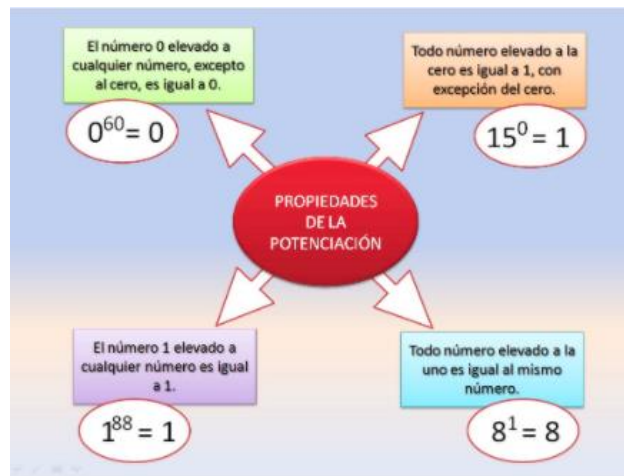 El número 0 elevado a
cualquier número, excepto
al cero, es igual a 0.
0⁶⁰ = 0
Todo número elevado a la
cero es igual a 1, con
excepción del cero.
15⁰ = 1
PROPIEDADES
DE LA
POTENCIACIÓN
El número 1 elevado a
cualquier número es igual
a 1.
1⁸⁸ = 1
Todo número elevado a la
uno es igual al mismo
número.
8¹ = 8